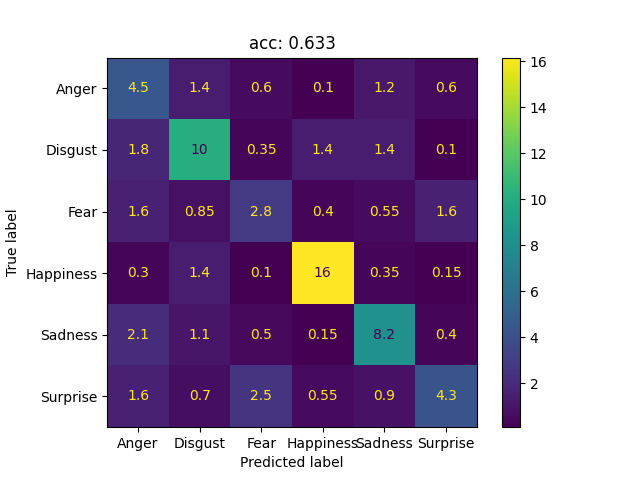 acc: 0.633
16
Anger 4.5 1.4 0.6 0.1 1.2 0.6
14
Disgust 1.8 10 0.35 1.4 1.4 0.1
12
10
Fear 1.6 0.85 2.8 0.4 0.55 1.6
8
True label
Happiness 0.3 1.4 0.1 16 0.35 0.15
6
Sadness 2.1 1.1 0.5 0.15 8.2 0.4
4
Surprise 1.6 0.7 2.5 0.55 0.9 4.3
2
Anger Disgust Fear Happiness Sadness Surprise
Predicted label